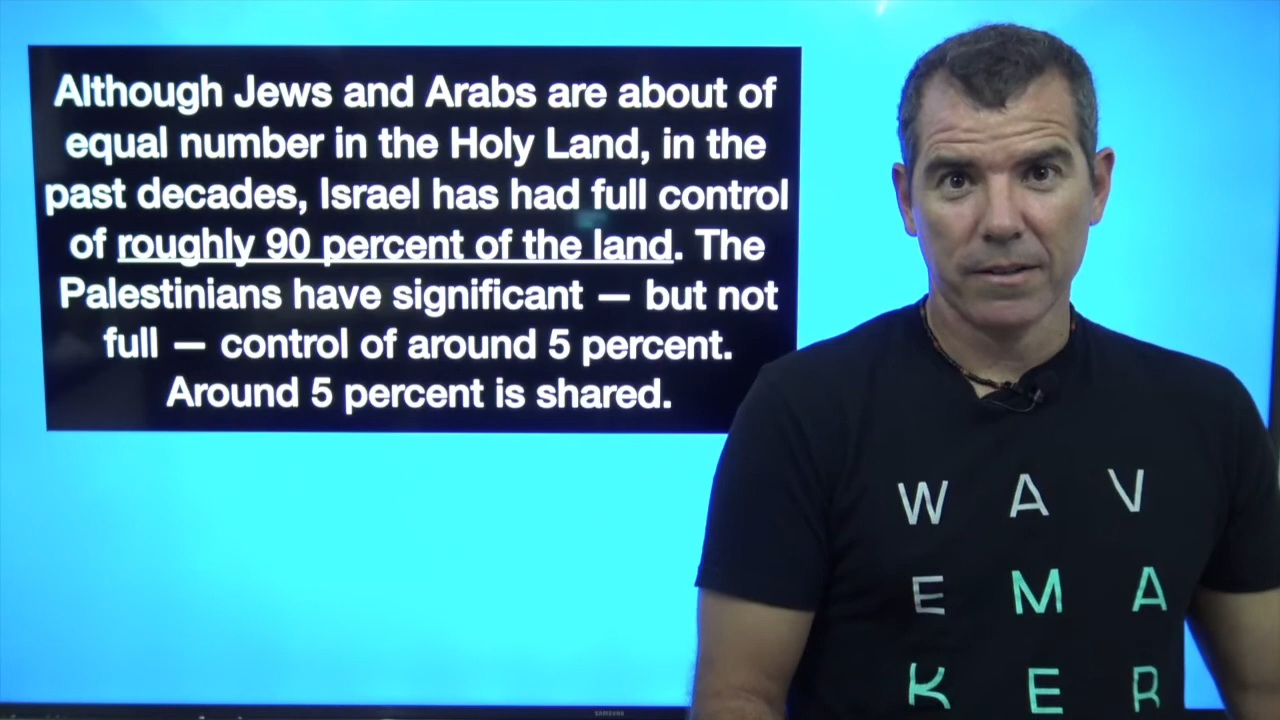 Although Jews and Arabs are about of
equal number in the Holy Land, in the
past decades, Israel has had full control
of roughly 90 percent of the land. The
Palestinians have significant — but not
full — control of around 5 percent.
Around 5 percent is shared.
W A V
E M A
K E R
SAMSUNG